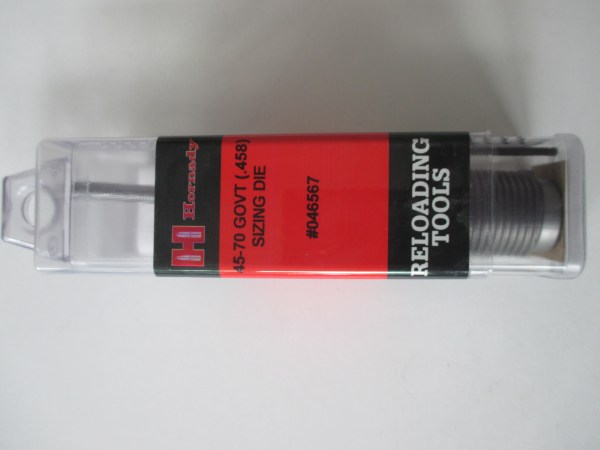 Hornady
45-70 GOVT (.458)
SIZING DIE
#046567
RELOADING
TOOLS